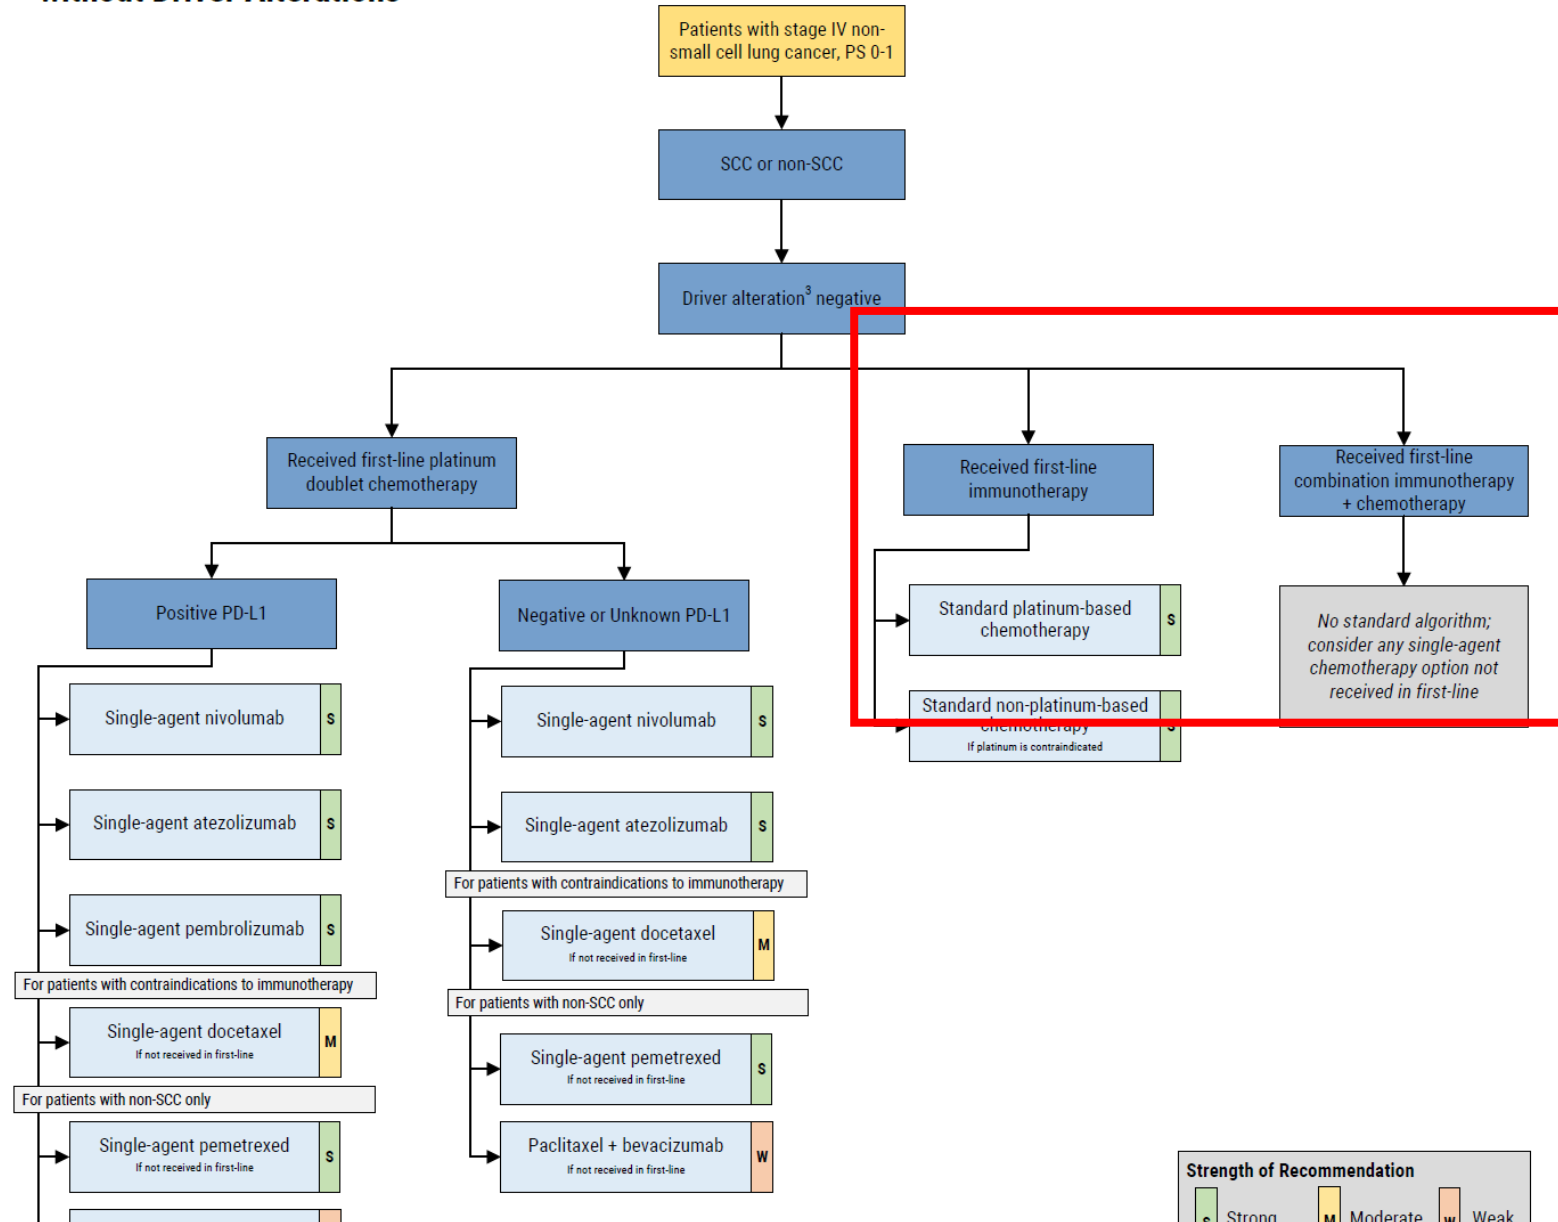 Without Driver Alterations
Patients with stage IV non-
small cell lung cancer, PS 0-1
SCC or non-SCC
Driver alteration3 negative
Received first-line platinum
doublet chemotherapy
Received first-line
immunotherapy
Received first-line
combination immunotherapy
+ chemotherapy
Positive PD-L1
Negative or Unknown PD-L1
Standard platinum-based
chemotherapy
S
No standard algorithm;
consider any single-agent
chemotherapy option not
received in first-line
Standard non-platinum-based
chemotherapy
If platinum is contraindicated
S
Single-agent nivolumab
S
Single-agent atezolizumab
S
Single-agent pembrolizumab
S
For patients with contraindications to immunotherapy
Single-agent docetaxel
If not received in first-line
M
For patients with non-SCC only
Single-agent pemetrexed
If not received in first-line
S
Single-agent nivolumab
S
Single-agent atezolizumab
S
For patients with contraindications to immunotherapy
Single-agent docetaxel
If not received in first-line
M
For patients with non-SCC only
Single-agent pemetrexed
If not received in first-line
S
Paclitaxel + bevacizumab
If not received in first-line
W
Strength of Recommendation
S Strong M Moderate W Weak